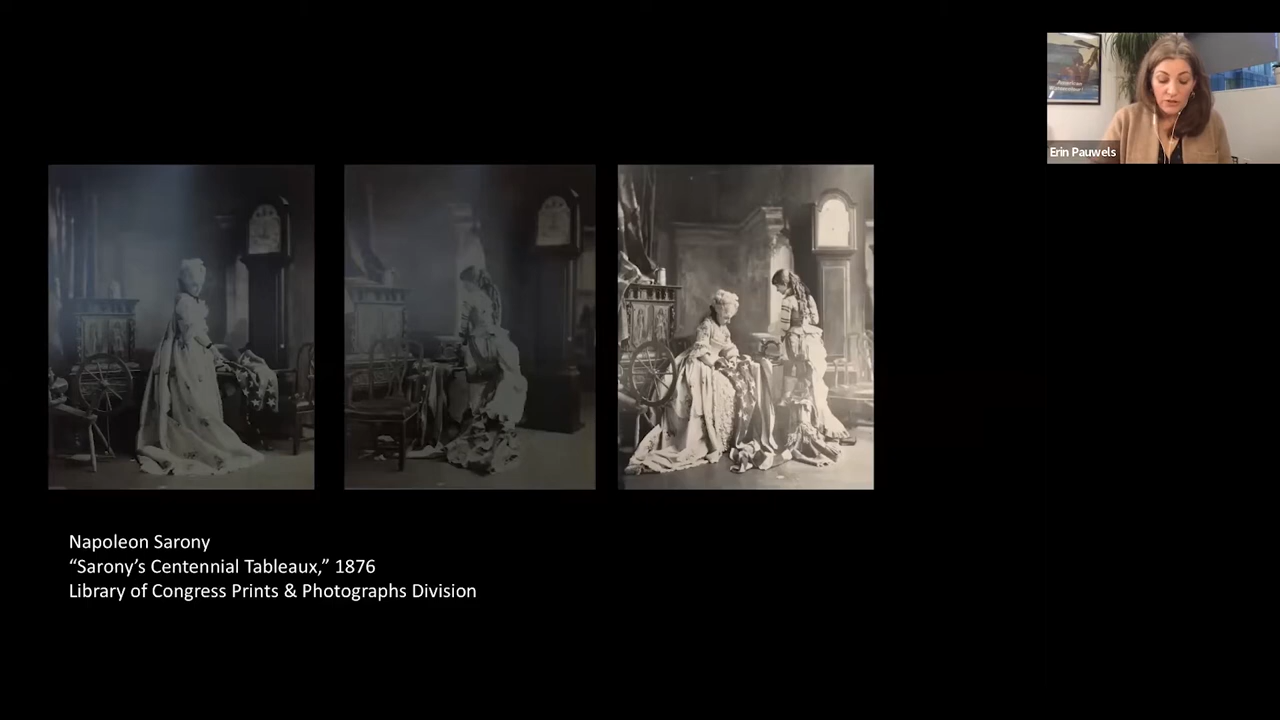 Erin Pauwels
Napoleon Sarony
“Sarony’s Centennial Tableaux,” 1876
Library of Congress Prints & Photographs Division